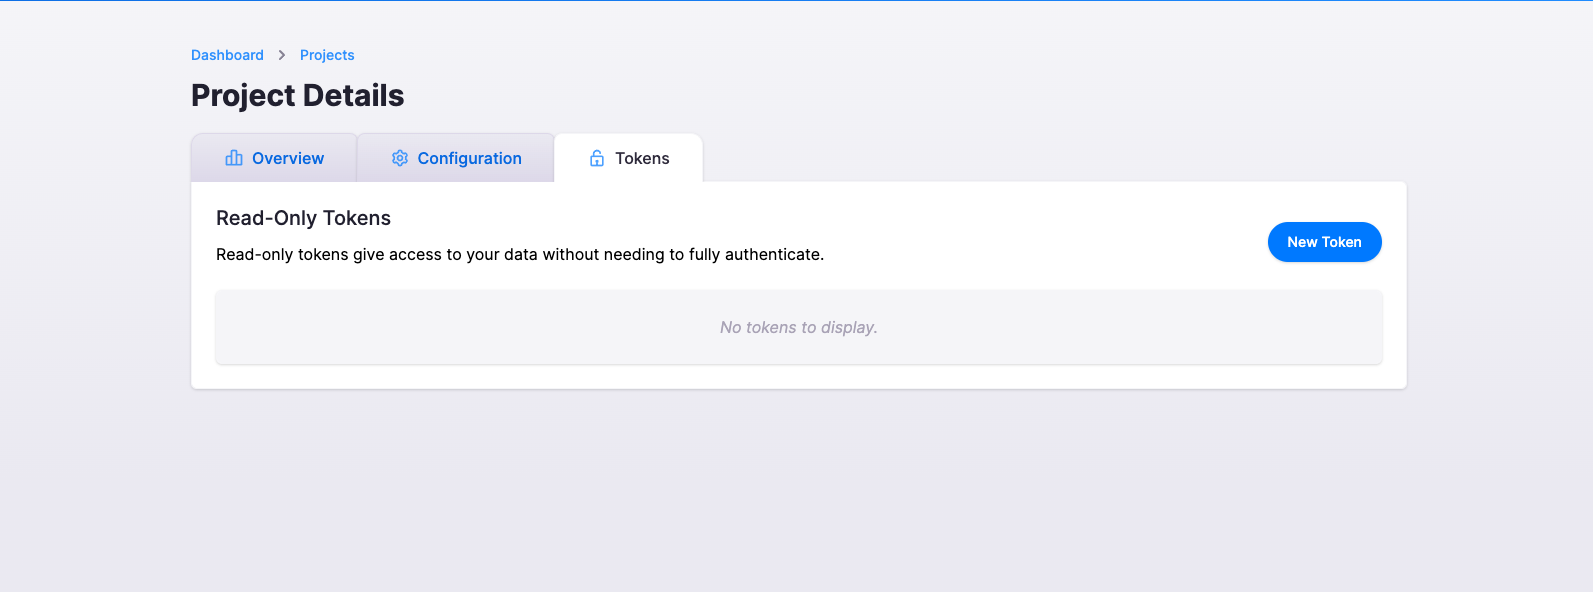 Dashboard > Projects
Project Details
Overview Configuration Tokens
Read-Only Tokens
Read-only tokens give access to your data without needing to fully authenticate.
New Token
No tokens to display.